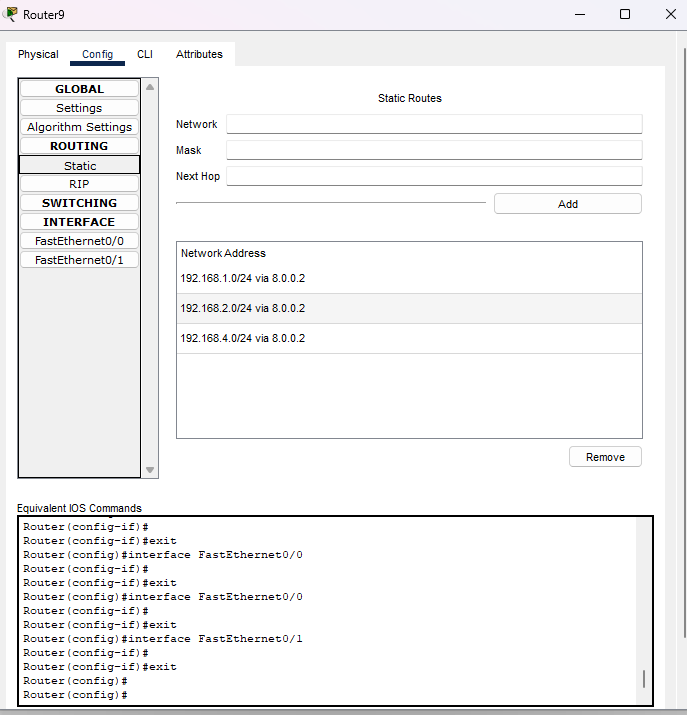 Router9
Physical Config CLI Attributes
GLOBAL
Settings
Algorithm Settings
ROUTING
Static
RIP
SWITCHING
INTERFACE
FastEthernet0/0
FastEthernet0/1
Static Routes
Network
Mask
Next Hop
Add
Network Address
192.168.1.0/24 via 8.0.0.2
192.168.2.0/24 via 8.0.0.2
192.168.4.0/24 via 8.0.0.2
Remove
Equivalent IOS Commands
Router(config-if)#
Router(config-if)#exit
Router(config)#interface FastEthernet0/0
Router(config-if)#
Router(config-if)#exit
Router(config)#interface FastEthernet0/0
Router(config-if)#
Router(config-if)#exit
Router(config)#interface FastEthernet0/1
Router(config-if)#
Router(config-if)#exit
Router(config)#
Router(config)#